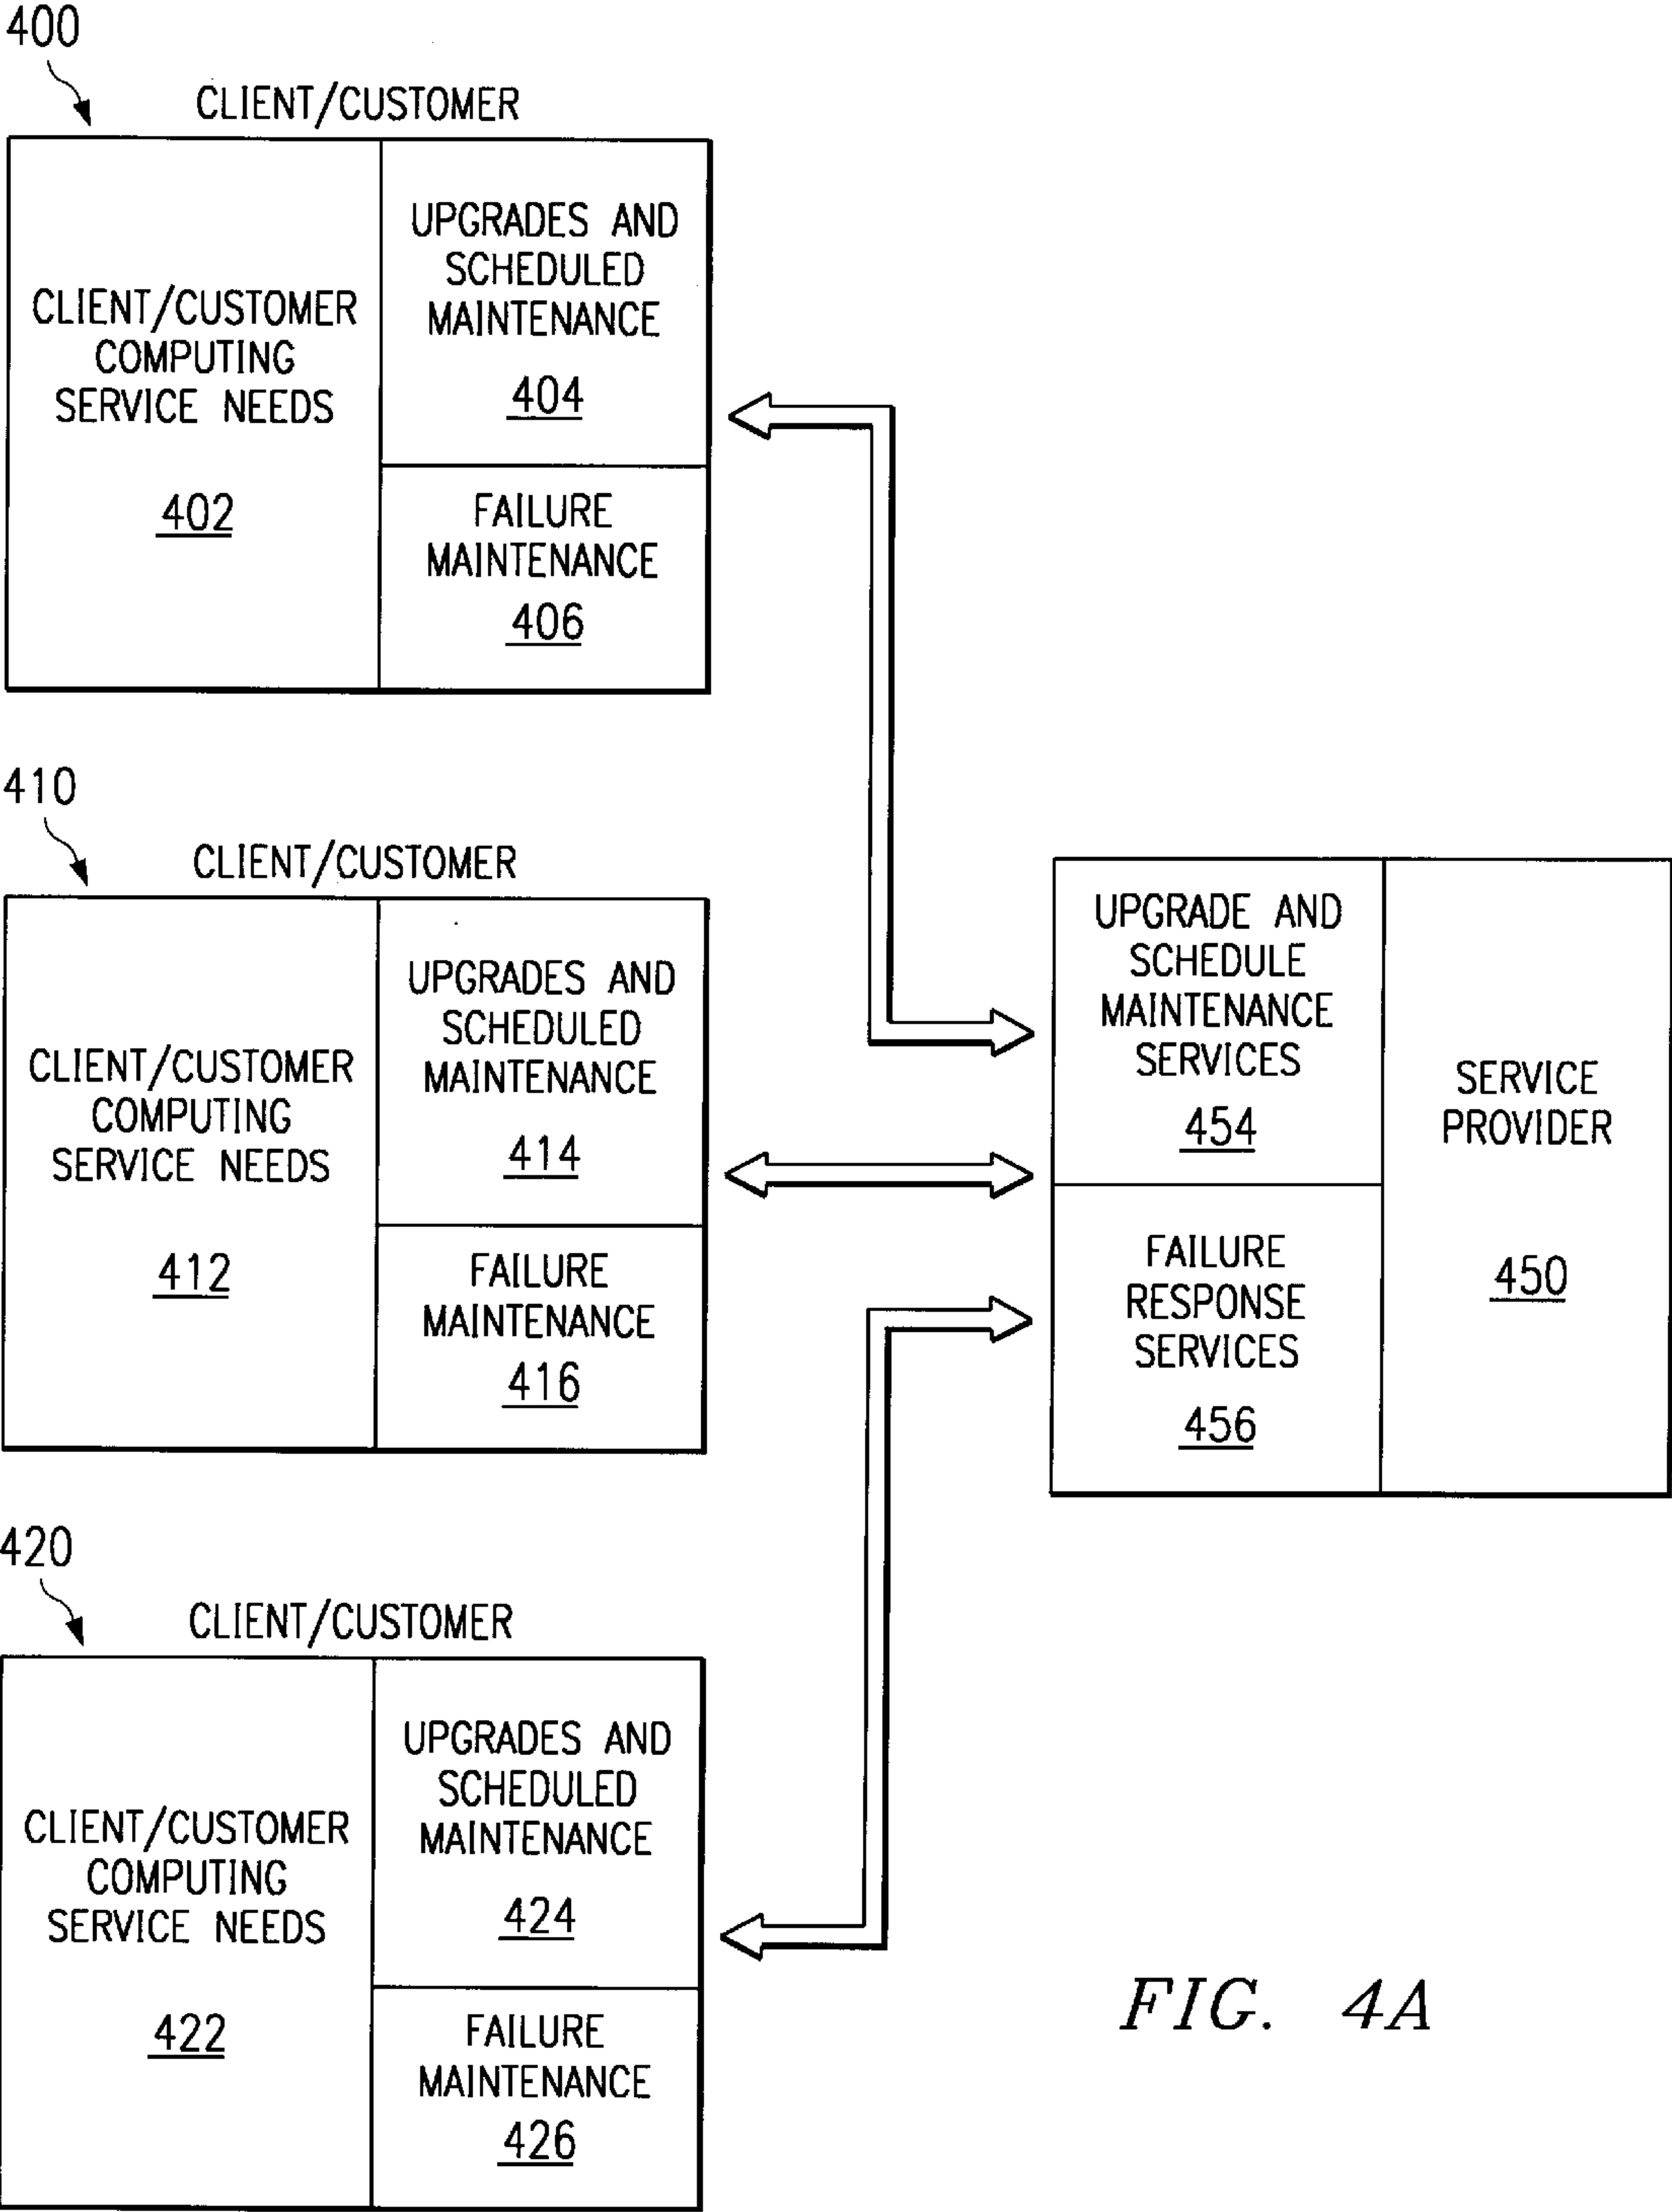 400
CLIENT/CUSTOMER
CLIENT/CUSTOMER
COMPUTING
SERVICE NEEDS
402
UPGRADES AND
SCHEDULED
MAINTENANCE
404
FAILURE
MAINTENANCE
406
410
CLIENT/CUSTOMER
CLIENT/CUSTOMER
COMPUTING
SERVICE NEEDS
412
UPGRADES AND
SCHEDULED
MAINTENANCE
414
FAILURE
MAINTENANCE
416
UPGRADE AND
SCHEDULE
MAINTENANCE
SERVICES
454
FAILURE
RESPONSE
SERVICES
456
SERVICE
PROVIDER
450
420
CLIENT/CUSTOMER
CLIENT/CUSTOMER
COMPUTING
SERVICE NEEDS
422
UPGRADES AND
SCHEDULED
MAINTENANCE
424
FAILURE
MAINTENANCE
426
FIG. 4A